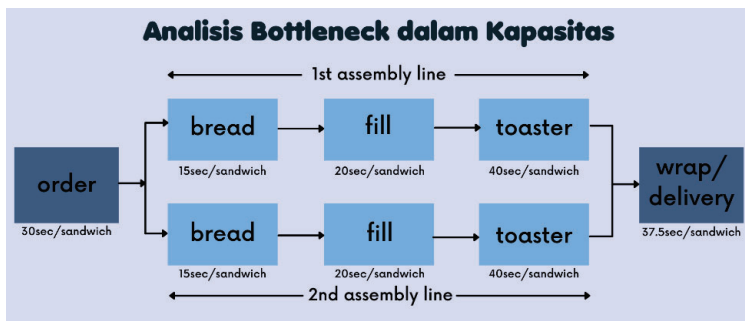 Analisis Bottleneck dalam Kapasitas
1st assembly line
bread
fill
toaster
15sec/sandwich
20sec/sandwich
40sec/sandwich
order
30sec/sandwich
wrap/
delivery
37.5sec/sandwich
bread
fill
toaster
15sec/sandwich
20sec/sandwich
40sec/sandwich
2nd assembly line